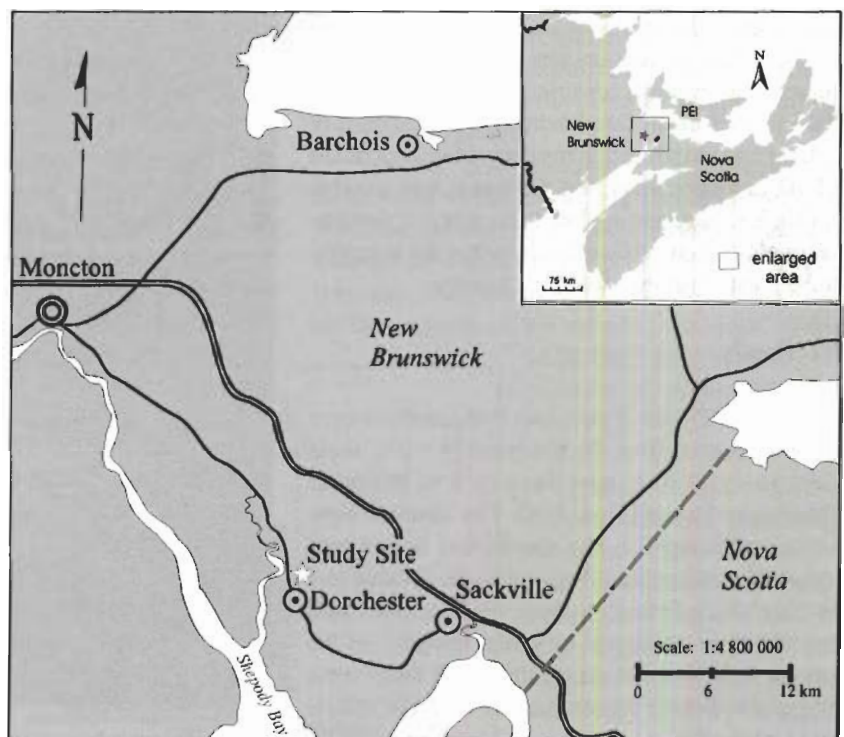 N
Barchois
Moncton
New
Brunswick
Study Site
Dorchester
Sackville
Shepody Bay
Nova
Scotia
Scale: 1:4 800 000
0 6 12 km
N
PEI
New
Brunswick
Nova
Scotia
enlarged
area
75 km